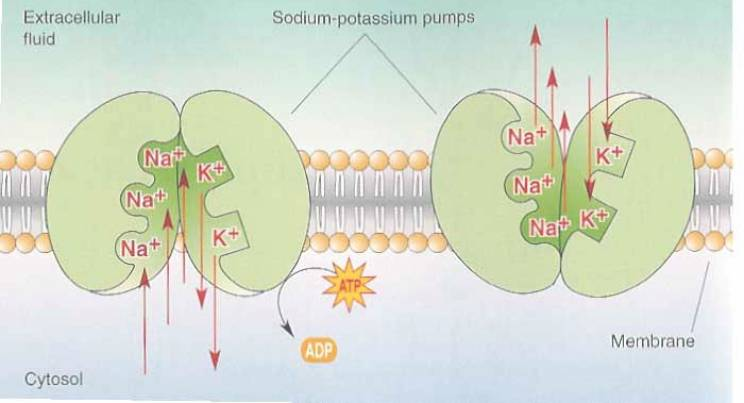 Extracellular
fluid
Sodium-potassium pumps
Na+
K+
Na+
K+
Na+
Na+
K+
Na+
K+
Na+
ATP
ADP
Membrane
Cytosol